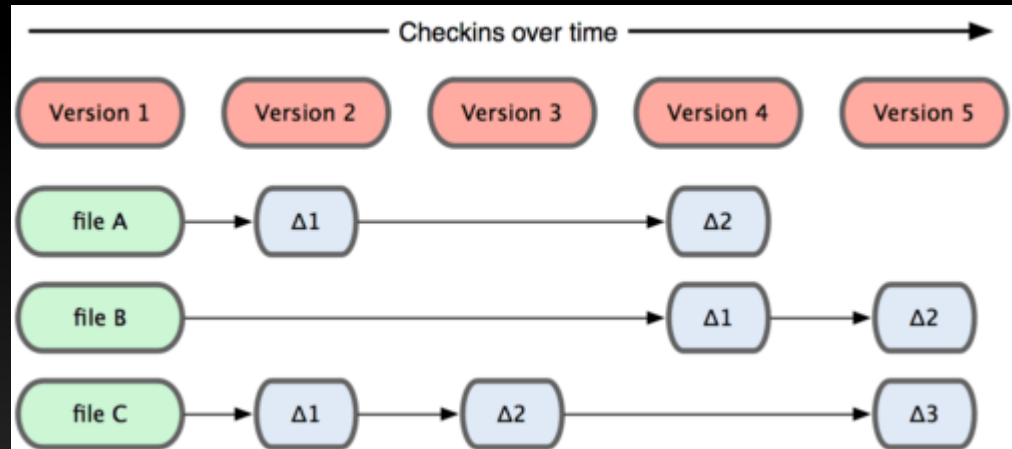 Checkins over time
Version 1 Version 2 Version 3 Version 4 Version 5
file A Δ1 Δ2
file B Δ1 Δ2
file C Δ1 Δ2 Δ3